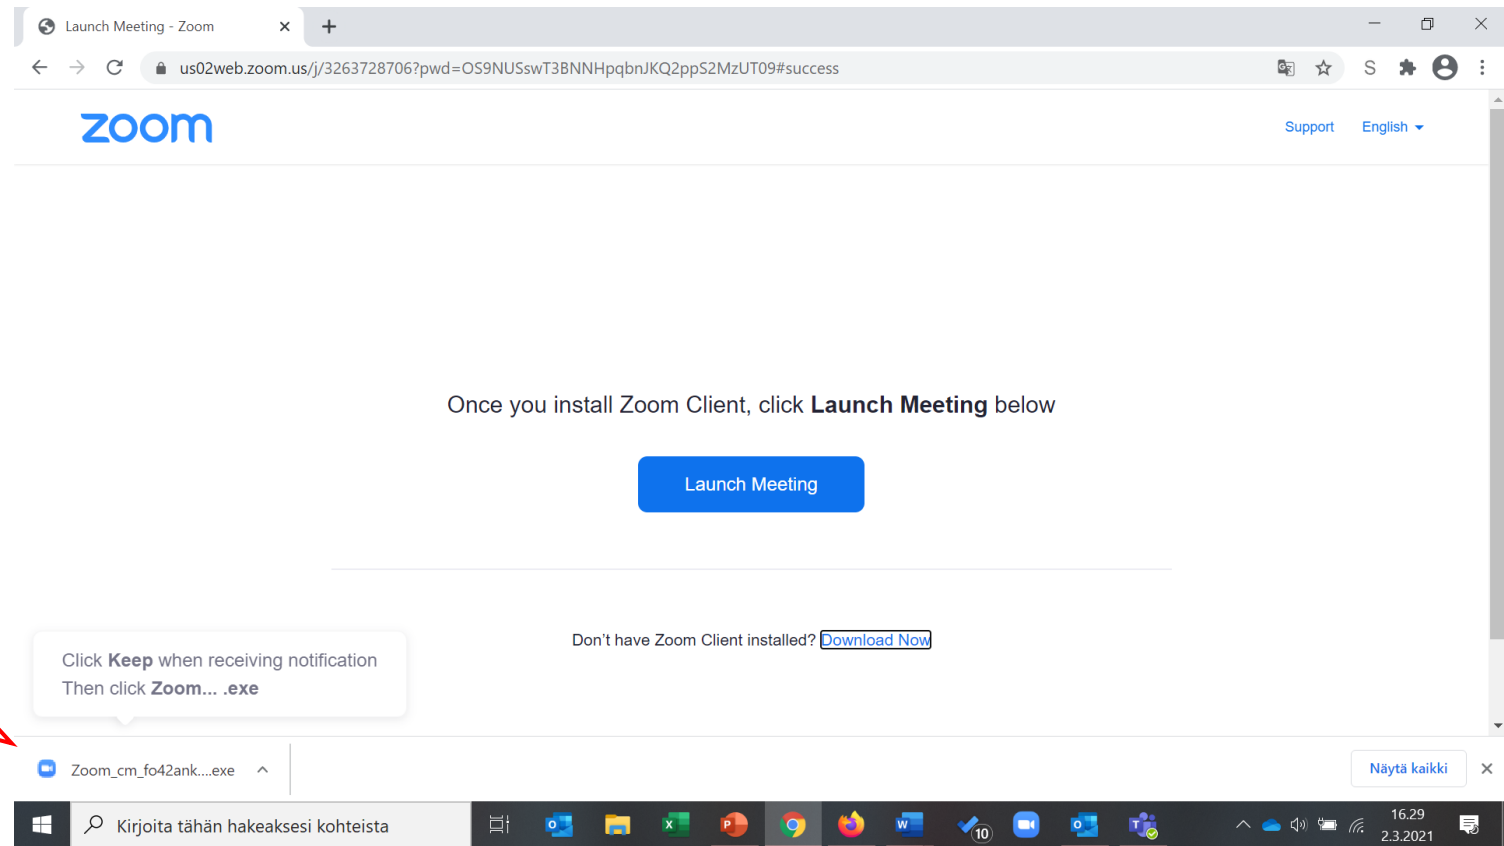 Launch Meeting - Zoom
us02web.zoom.us/j/3263728706?pwd=OS9NUSswT3BNNHpqbnJKQ2ppS2MzUT09#success
S
zoom
Support English
Once you install Zoom Client, click Launch Meeting below
Launch Meeting
Don't have Zoom Client installed? Download Now
Click Keep when receiving notification
Then click Zoom... .exe
Zoom_cm_fo42ank....exe
Näytä kaikki
Kirjoita tähän hakeaksesi kohteista
10
16.29
2.3.2021